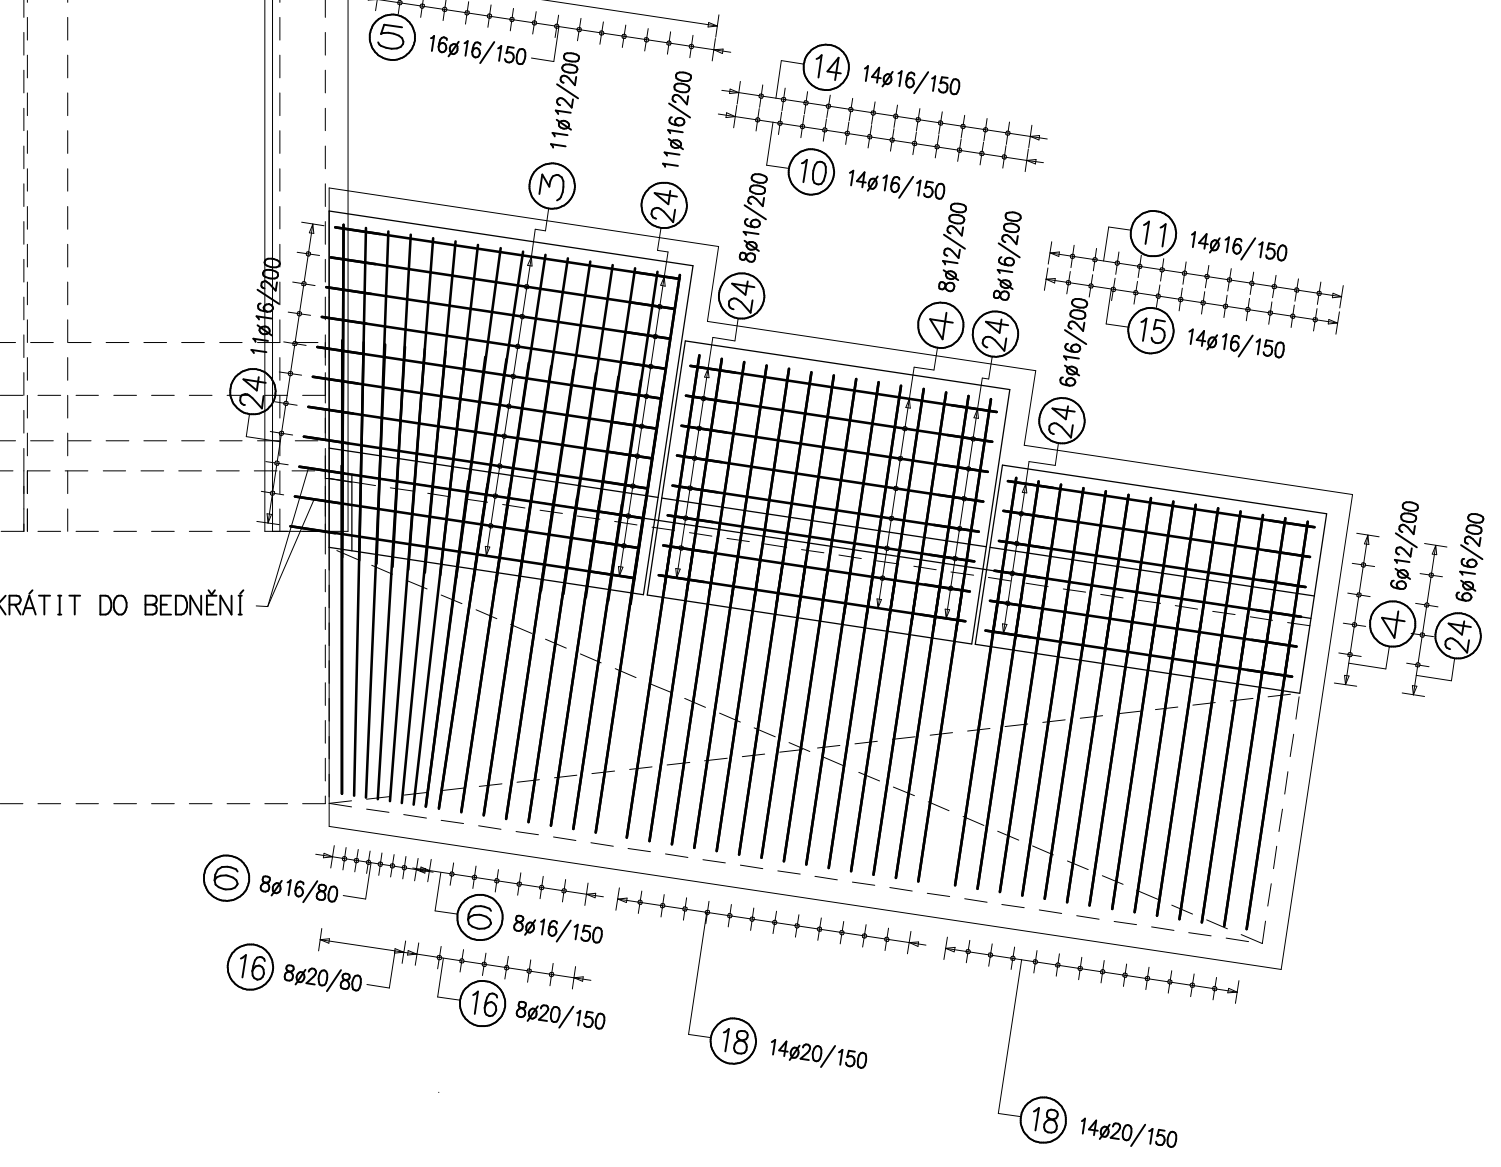 5 16ø16/150
3 11ø12/200
24 11ø16/200
14 14ø16/150
10 14ø16/150
24 8ø16/200
4 8ø12/200
24 8ø16/200
11 14ø16/150
15 14ø16/150
24 6ø16/200
24 11ø16/200
4 6ø12/200
24 6ø16/200
KRÁTIT DO BEDNĚNÍ
6 8ø16/80
6 8ø16/150
16 8ø20/80
16 8ø20/150
18 14ø20/150
18 14ø20/150